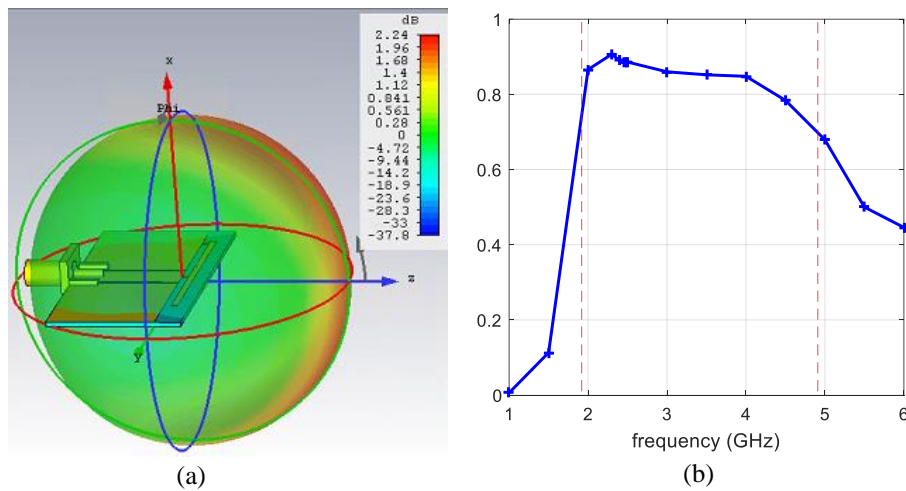 dB
2.24
1.96
1.68
1.4
1.12
0.841
0.561
0.28
0
-4.72
-9.44
-14.2
-18.9
-23.6
-28.3
-33
-37.8
x
Phi
z
y
(a)
1
0.8
0.6
0.4
0.2
0
1 2 3 4 5 6
frequency (GHz)
(b)